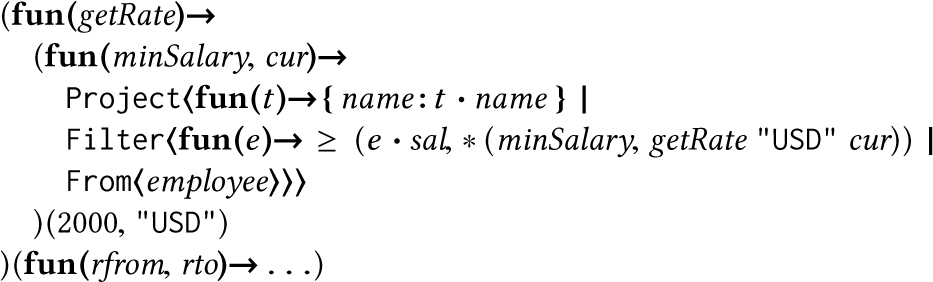 (fun(getRate)→
(fun(minSalary, cur)→
Project⟨fun(t)→{ name:t · name } |
Filter⟨fun(e)→ ≥ (e · sal, * (minSalary, getRate "USD" cur)) |
From⟨employee⟩⟩⟩
)(2000, "USD")
)(fun(rfrom, rto)→ . . .)